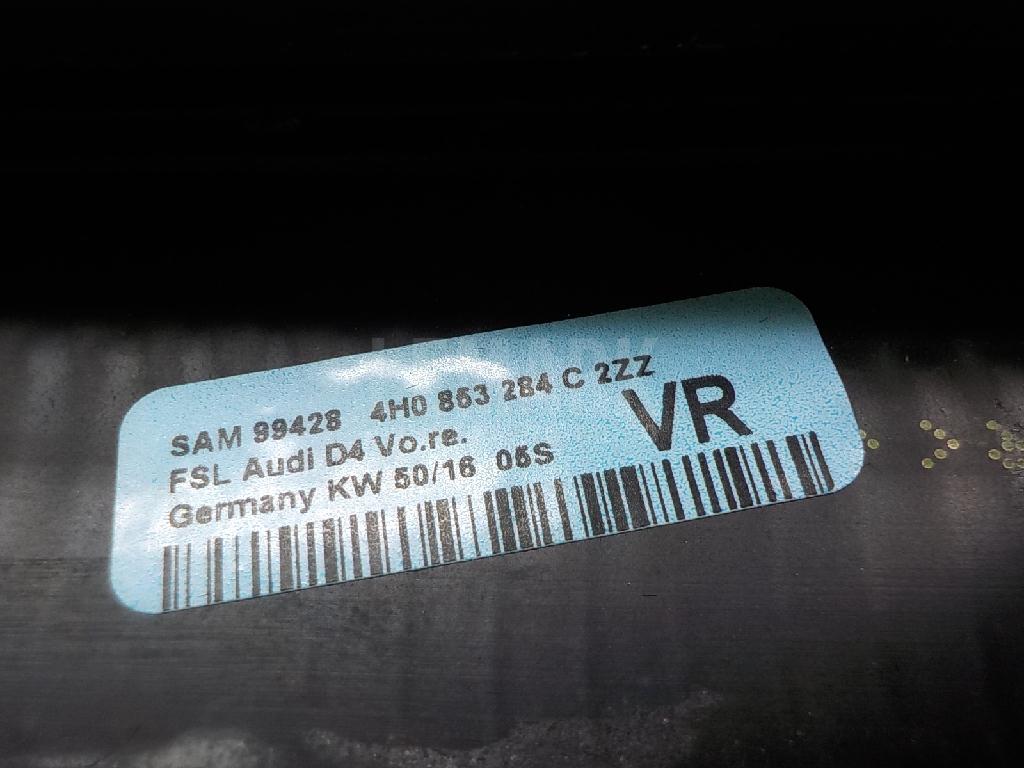 SAM 99428 4H0 853 284 C 2ZZ
FSL Audi D4 Vo.re.
Germany KW 50/16 05S
VR